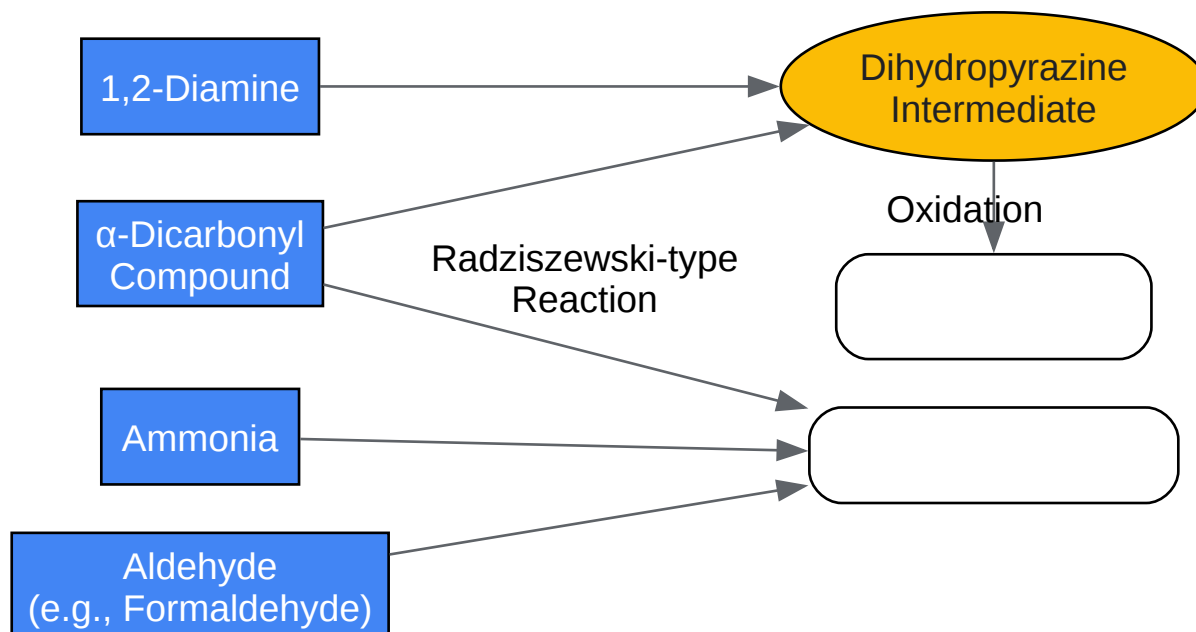 1,2-Diamine
Dihydropyrazine
Intermediate
α-Dicarbonyl
Compound
Oxidation
Radziszewski-type
Reaction
Ammonia
Aldehyde
(e.g., Formaldehyde)